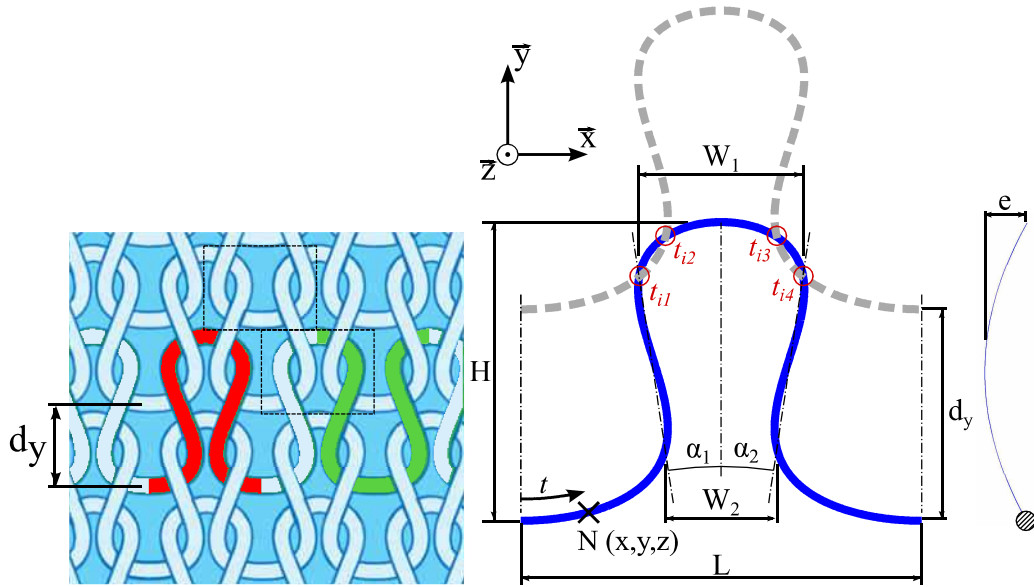 y⃗
x⃗
z⃗
W₁
e
tᵢ₂
tᵢ₃
tᵢ₁
tᵢ₄
H
dy
dy
α₁
α₂
t
W₂
N (x,y,z)
L